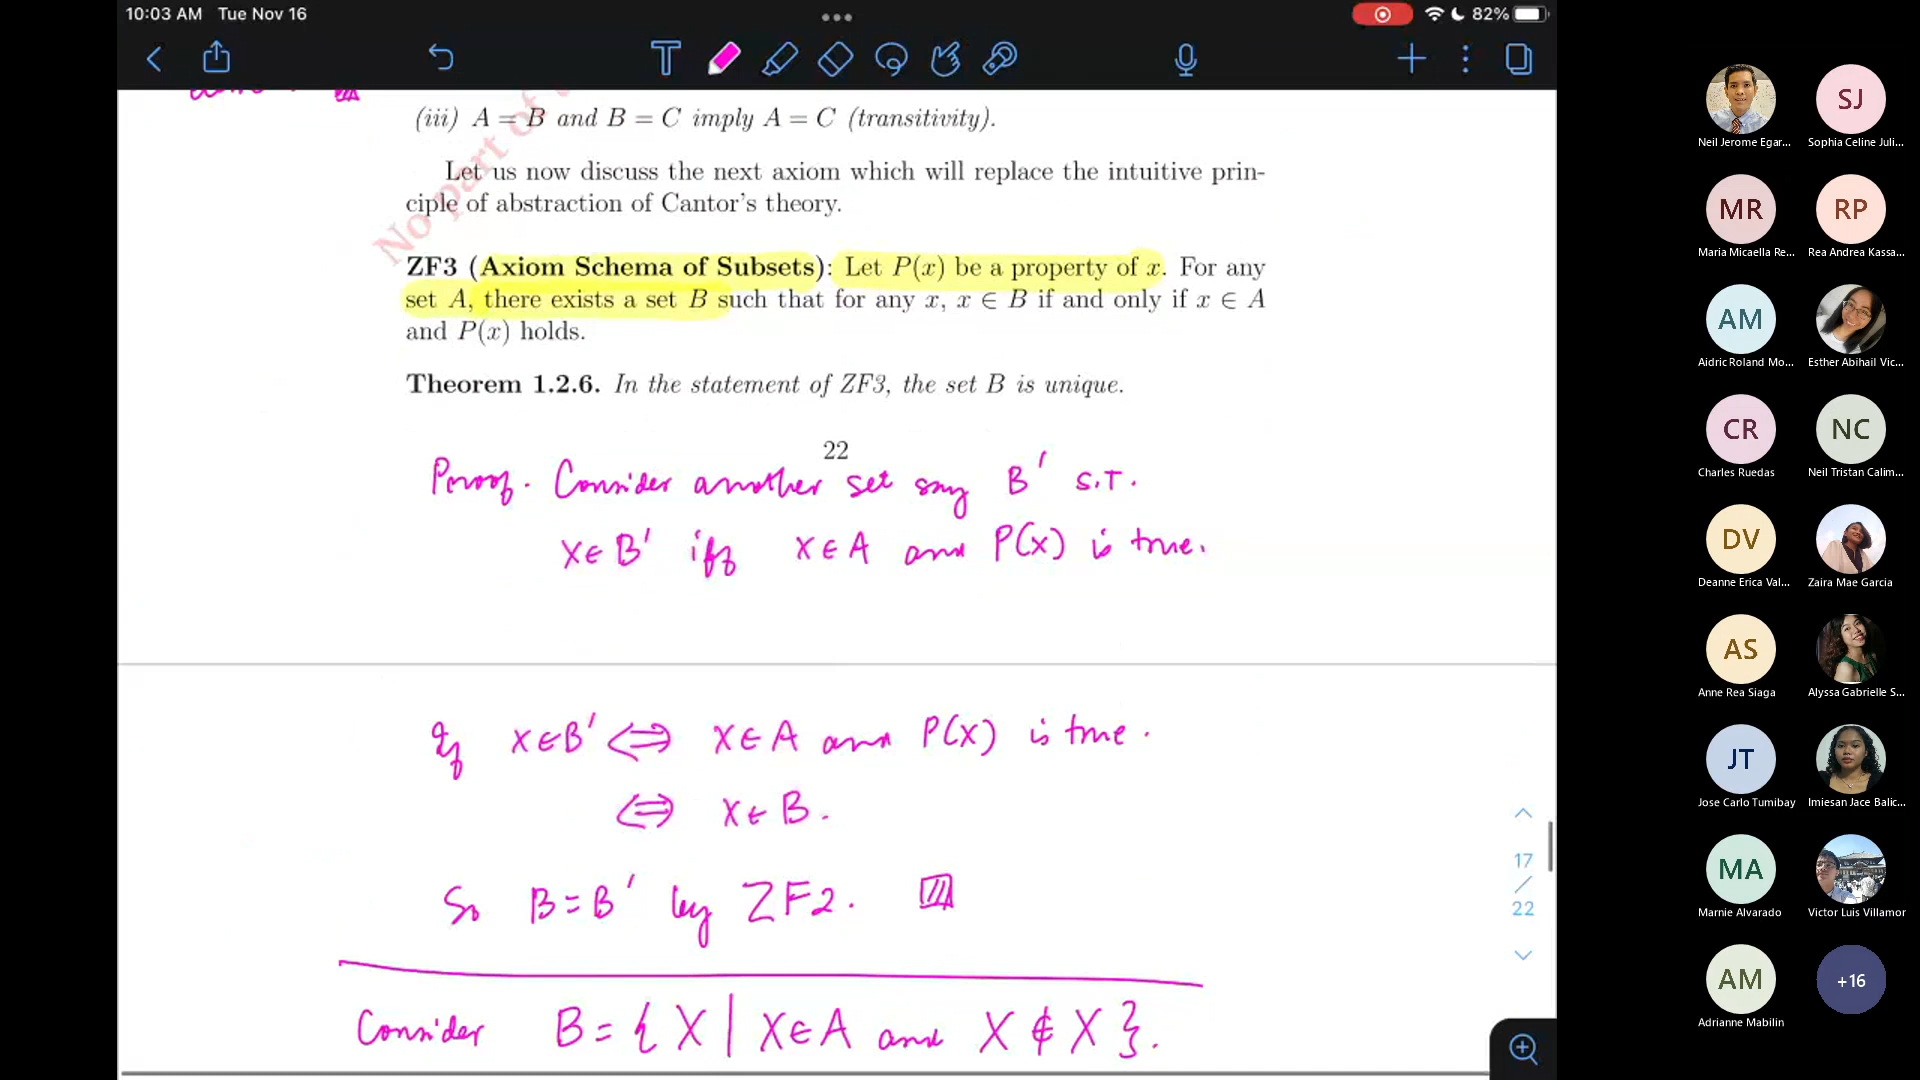 10:03 AM Tue Nov 16
82%
(iii) A = B and B = C imply A = C (transitivity).
Let us now discuss the next axiom which will replace the intuitive prin-
ciple of abstraction of Cantor's theory.
No part of
ZF3 (Axiom Schema of Subsets): Let P(x) be a property of x. For any
set A, there exists a set B such that for any x, x ∈ B if and only if x ∈ A
and P(x) holds.
Theorem 1.2.6. In the statement of ZF3, the set B is unique.
22
Proof. Consider another set say B' s.t.
x ∈ B' iff x ∈ A and P(x) is true.
If x ∈ B' ⇔ x ∈ A and P(x) is true.
⇔ x ∈ B.
So B = B' by ZF2.
Consider B = { x | x ∈ A and x ∉ x }.
17
/
22
Neil Jerome Egar...
SJ
Sophia Celine Juli...
MR
Maria Micaella Re...
RP
Rea Andrea Kassa...
AM
Aidric Roland Mo...
Esther Abihail Vic...
CR
Charles Ruedas
NC
Neil Tristan Calim...
DV
Deanne Erica Val...
Zaira Mae Garcia
AS
Anne Rea Siaga
Alyssa Gabrielle S...
JT
Jose Carlo Tumibay
Imiesan Jace Balic...
MA
Marnie Alvarado
Victor Luis Villamor
AM
Adrianne Mabilin
+16